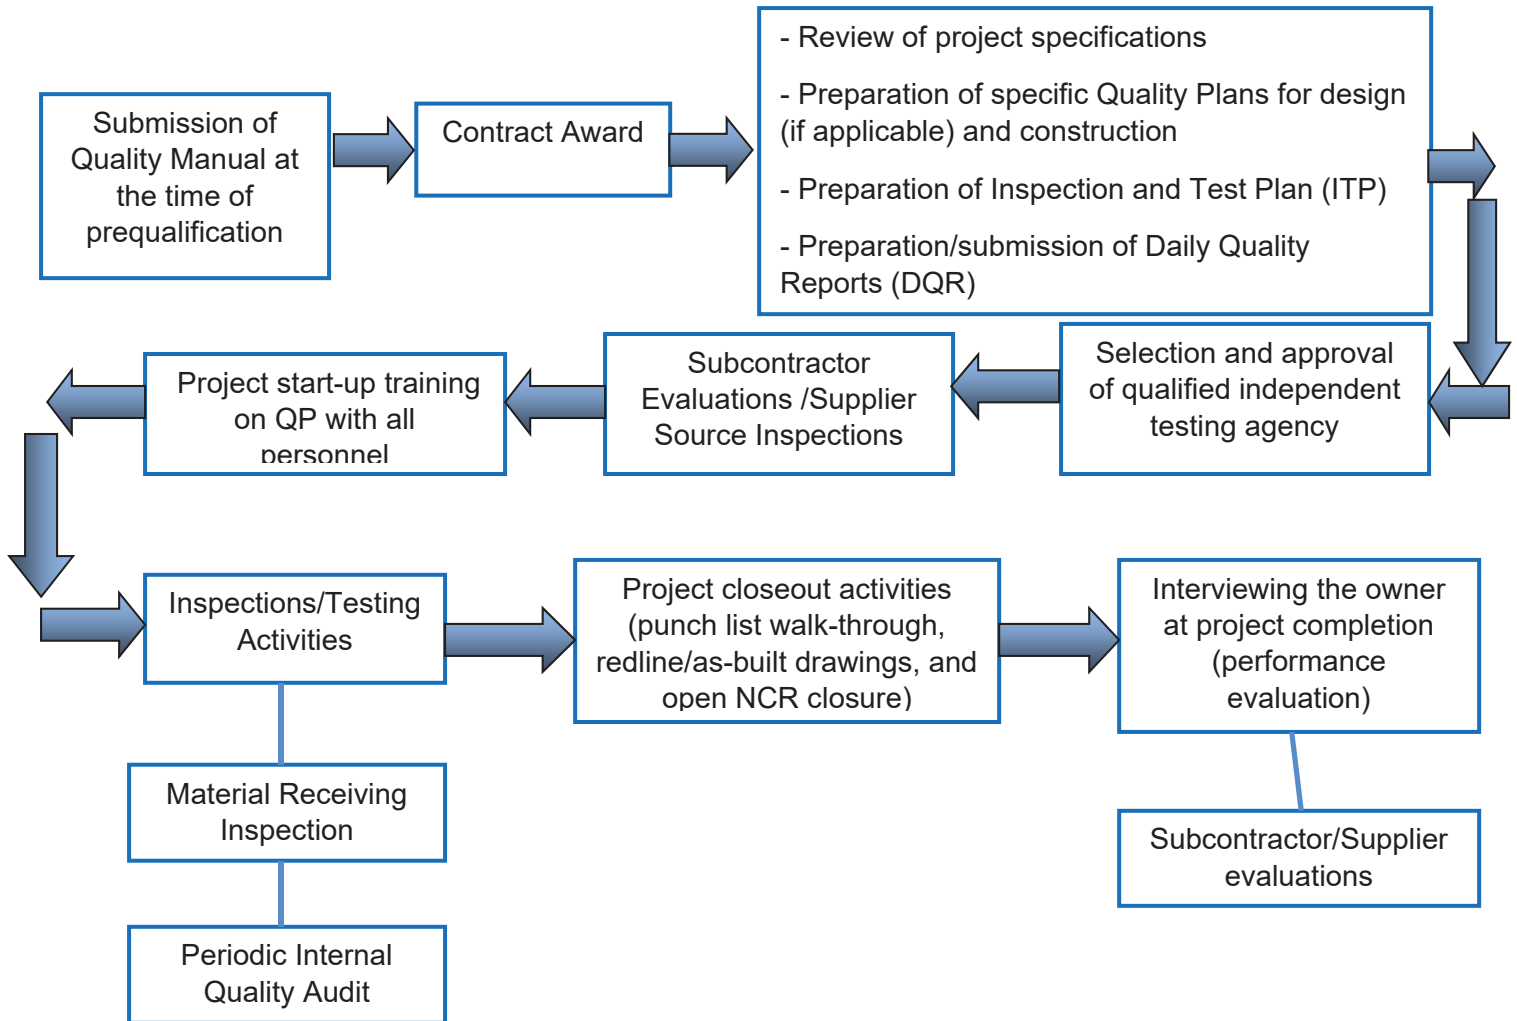 Submission of
Quality Manual at
the time of
prequalification
Contract Award
- Review of project specifications
- Preparation of specific Quality Plans for design
(if applicable) and construction
- Preparation of Inspection and Test Plan (ITP)
- Preparation/submission of Daily Quality
Reports (DQR)
Selection and approval
of qualified independent
testing agency
Subcontractor
Evaluations /Supplier
Source Inspections
Project start-up training
on QP with all
personnel
Inspections/Testing
Activities
Project closeout activities
(punch list walk-through,
redline/as-built drawings, and
open NCR closure)
Interviewing the owner
at project completion
(performance
evaluation)
Material Receiving
Inspection
Subcontractor/Supplier
evaluations
Periodic Internal
Quality Audit